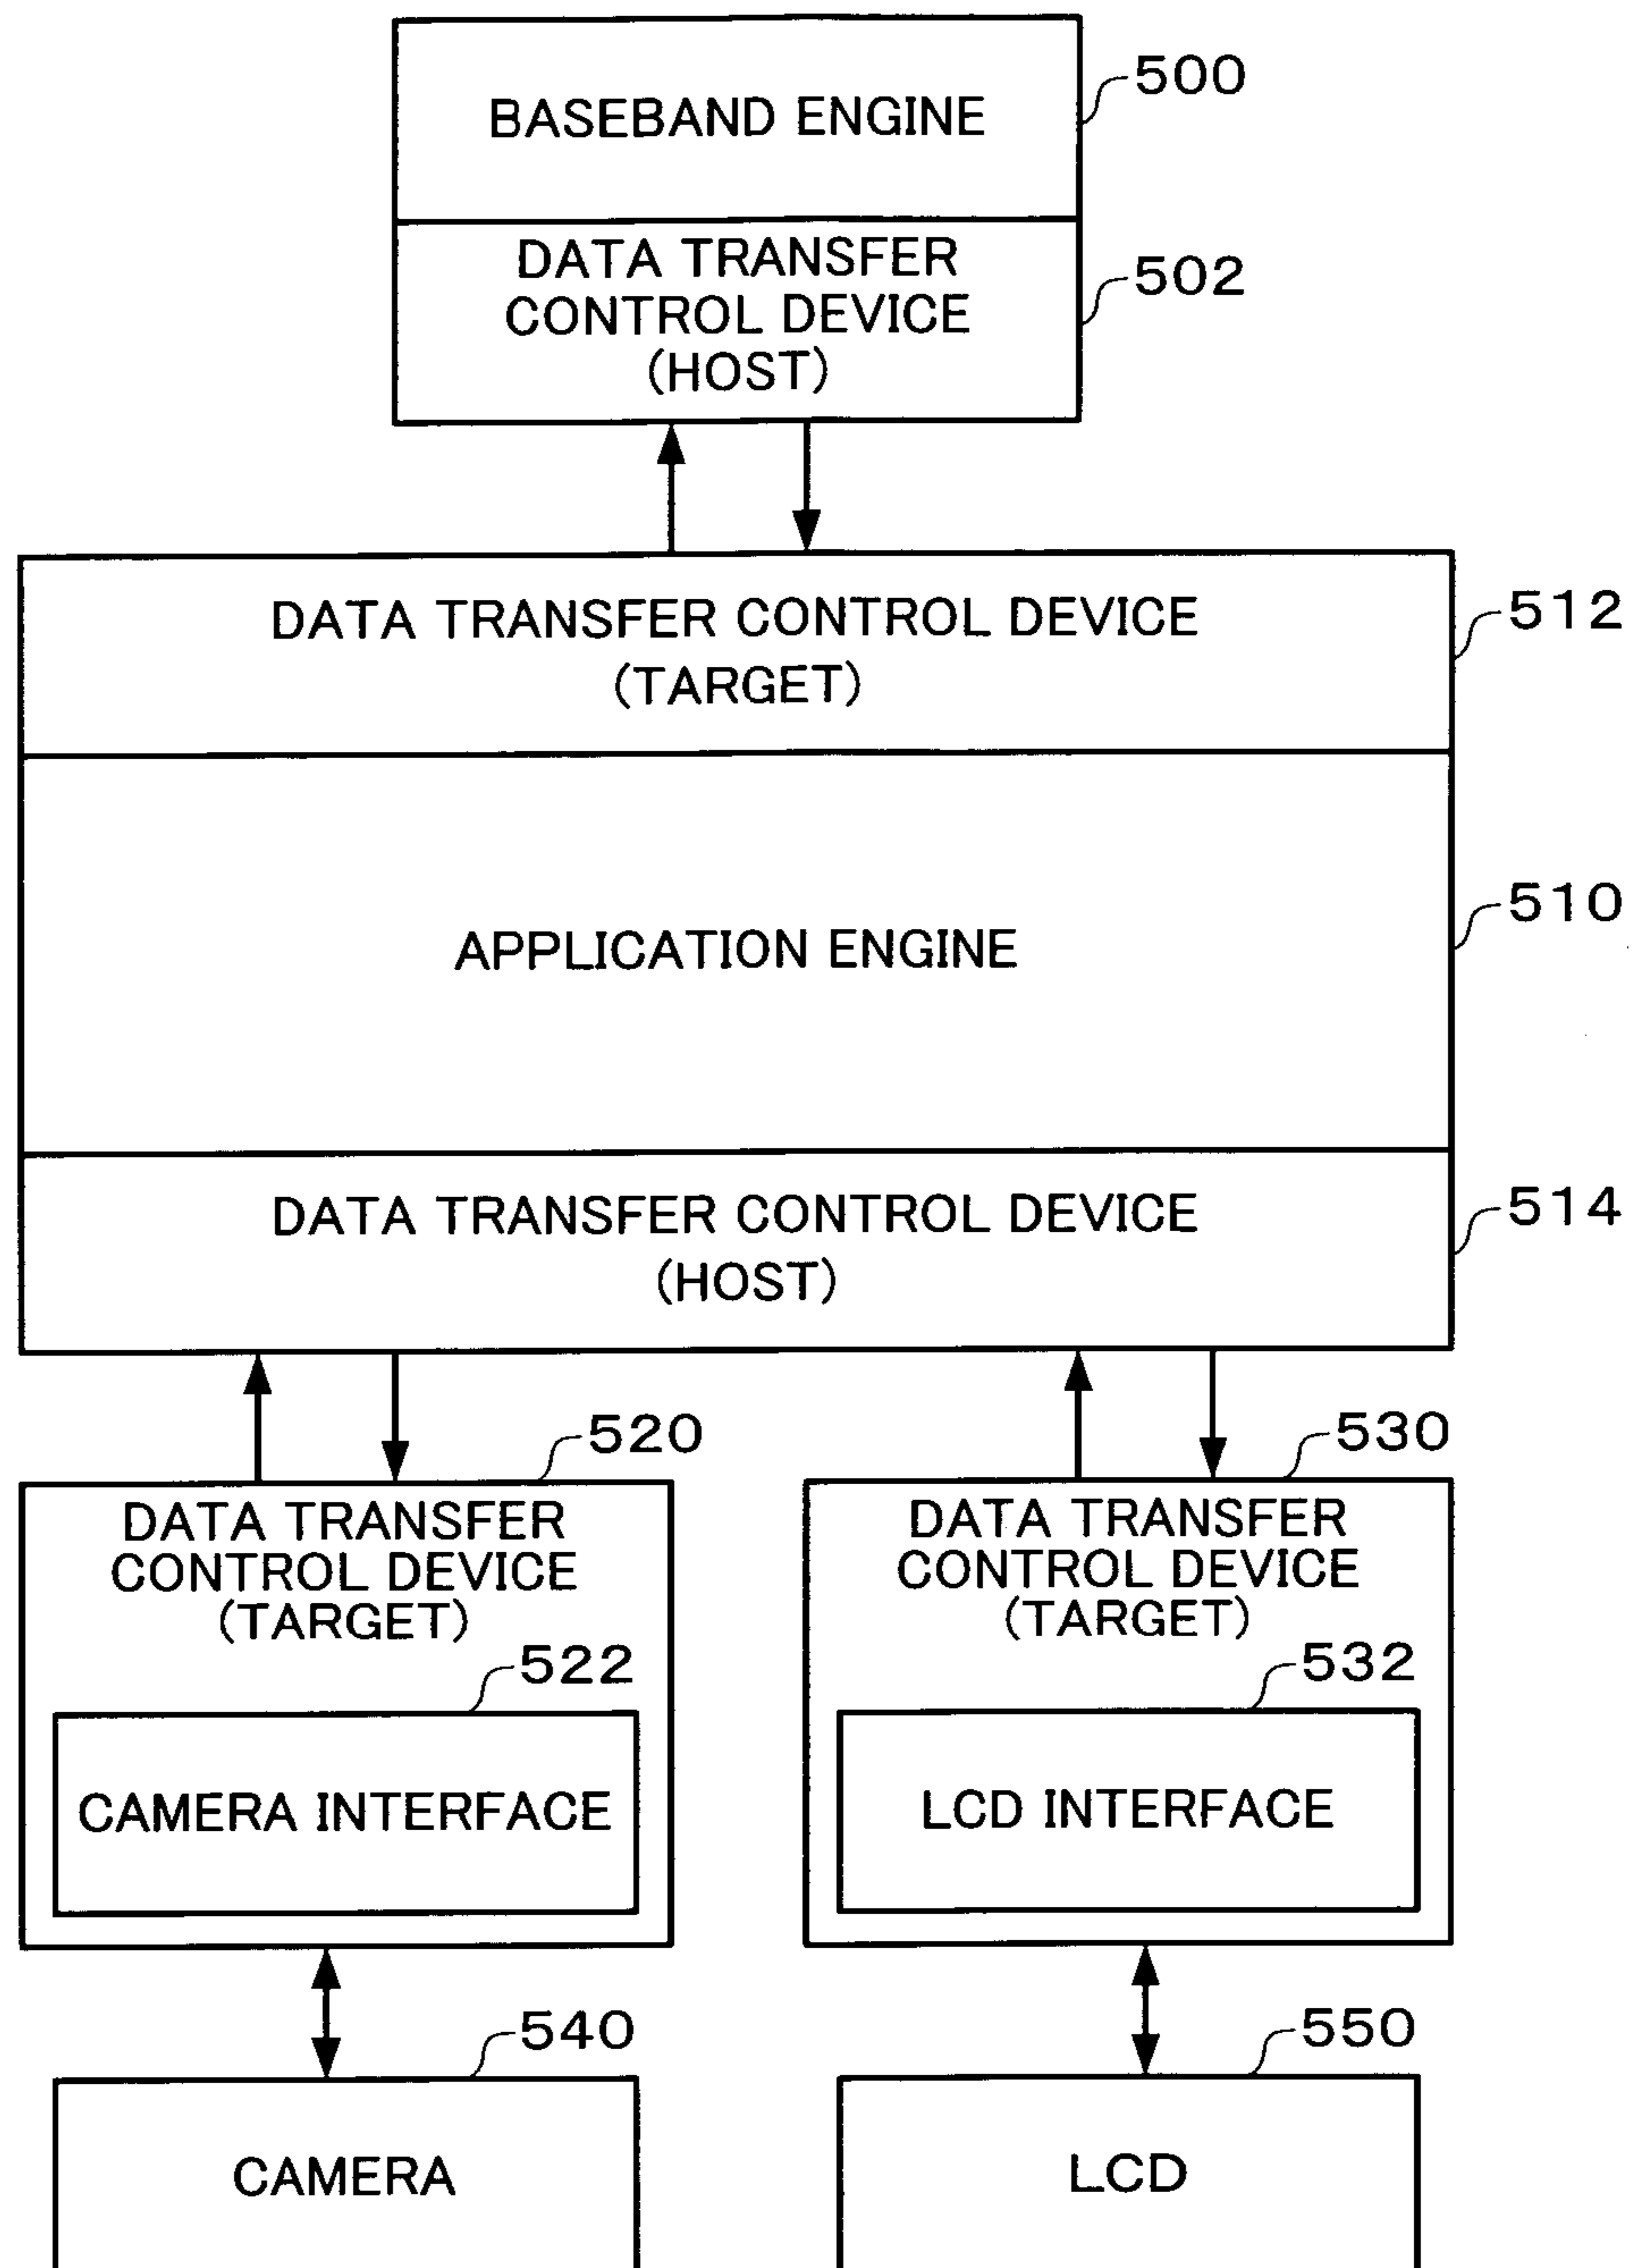 BASEBAND ENGINE
500
DATA TRANSFER
CONTROL DEVICE
(HOST)
502
DATA TRANSFER CONTROL DEVICE
(TARGET)
512
APPLICATION ENGINE
510
DATA TRANSFER CONTROL DEVICE
(HOST)
514
520
DATA TRANSFER
CONTROL DEVICE
(TARGET)
522
CAMERA INTERFACE
530
DATA TRANSFER
CONTROL DEVICE
(TARGET)
532
LCD INTERFACE
540
CAMERA
550
LCD